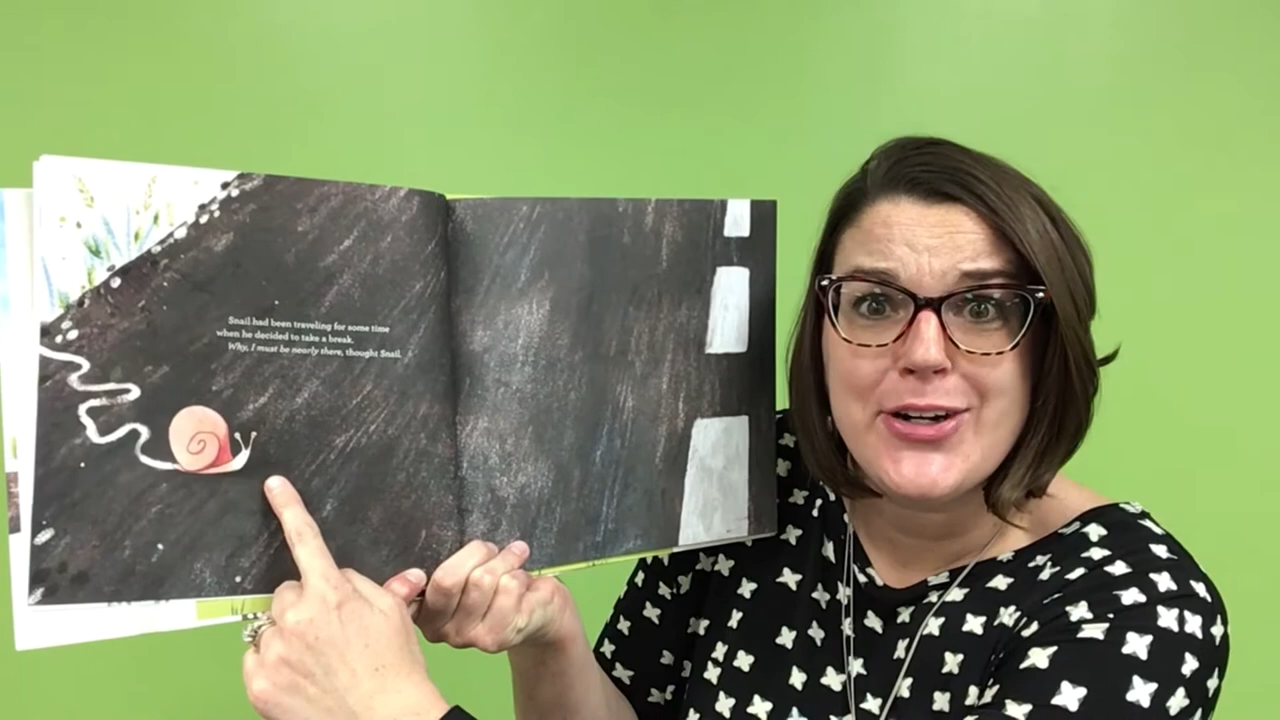 Snail had been traveling for some time
when he decided to take a break.
Why, I must be nearly there, thought Snail.